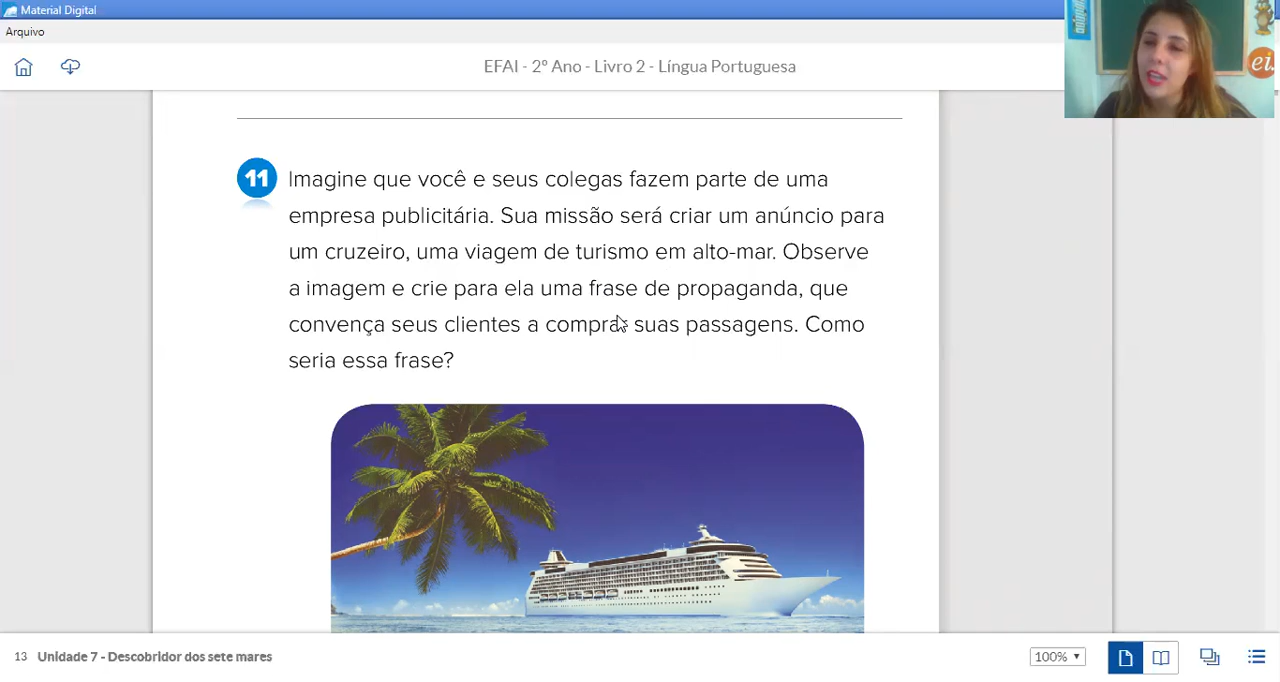 Material Digital
Arquivo
EFAI - 2º Ano - Livro 2 - Língua Portuguesa
ei.
11 Imagine que você e seus colegas fazem parte de uma
empresa publicitária. Sua missão será criar um anúncio para
um cruzeiro, uma viagem de turismo em alto-mar. Observe
a imagem e crie para ela uma frase de propaganda, que
convença seus clientes a comprar suas passagens. Como
seria essa frase?
13 Unidade 7 - Descobridor dos sete mares
100%